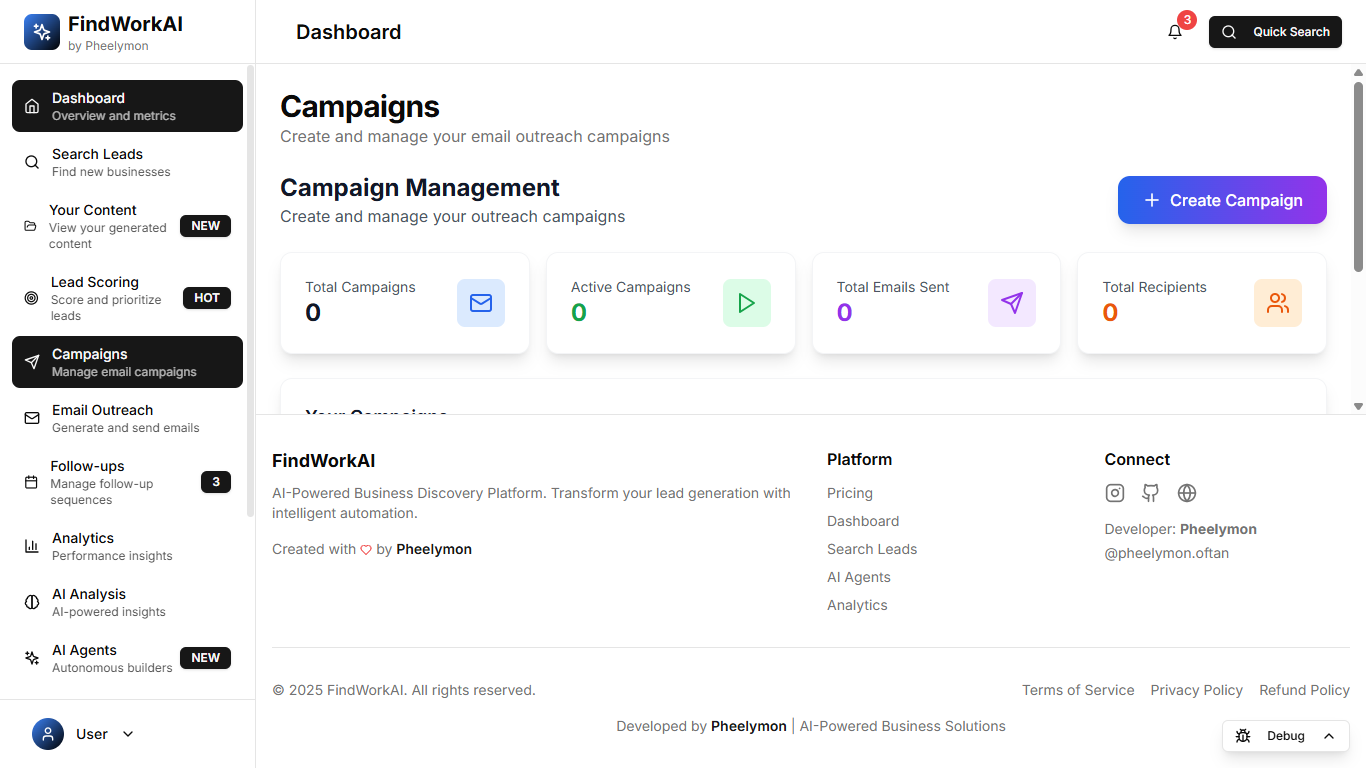 FindWorkAI
by Pheelymon
Dashboard
Overview and metrics
Search Leads
Find new businesses
Your Content
View your generated
content
NEW
Lead Scoring
Score and prioritize
leads
HOT
Campaigns
Manage email campaigns
Email Outreach
Generate and send emails
Follow-ups
Manage follow-up
sequences
3
Analytics
Performance insights
AI Analysis
AI-powered insights
AI Agents
Autonomous builders
NEW
User
Dashboard
3
Quick Search
Campaigns
Create and manage your email outreach campaigns
Campaign Management
Create and manage your outreach campaigns
Create Campaign
Total Campaigns
0
Active Campaigns
0
Total Emails Sent
0
Total Recipients
0
Your Campaigns
FindWorkAI
AI-Powered Business Discovery Platform. Transform your lead generation with
intelligent automation.
Created with by Pheelymon
Platform
Pricing
Dashboard
Search Leads
AI Agents
Analytics
Connect
Developer: Pheelymon
@pheelymon.oftan
© 2025 FindWorkAI. All rights reserved.
Terms of Service Privacy Policy Refund Policy
Developed by Pheelymon | AI-Powered Business Solutions
Debug